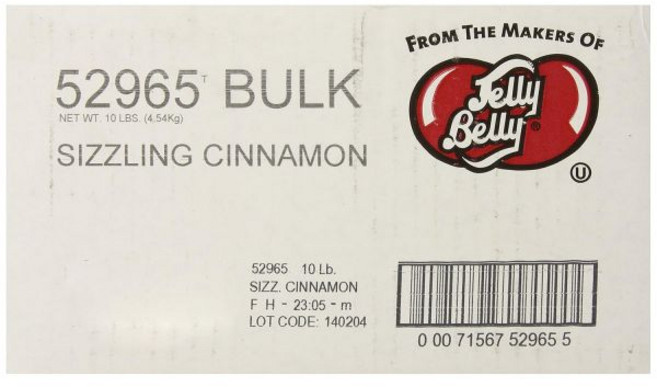 FROM THE MAKERS OF
Jelly
Belly®
U
52965T BULK
NET WT. 10 LBS. (4.54Kg)
SIZZLING CINNAMON
52965 10 Lb.
SIZZ. CINNAMON
F H - 23:05 - m
LOT CODE: 140204
0 00 71567 52965 5